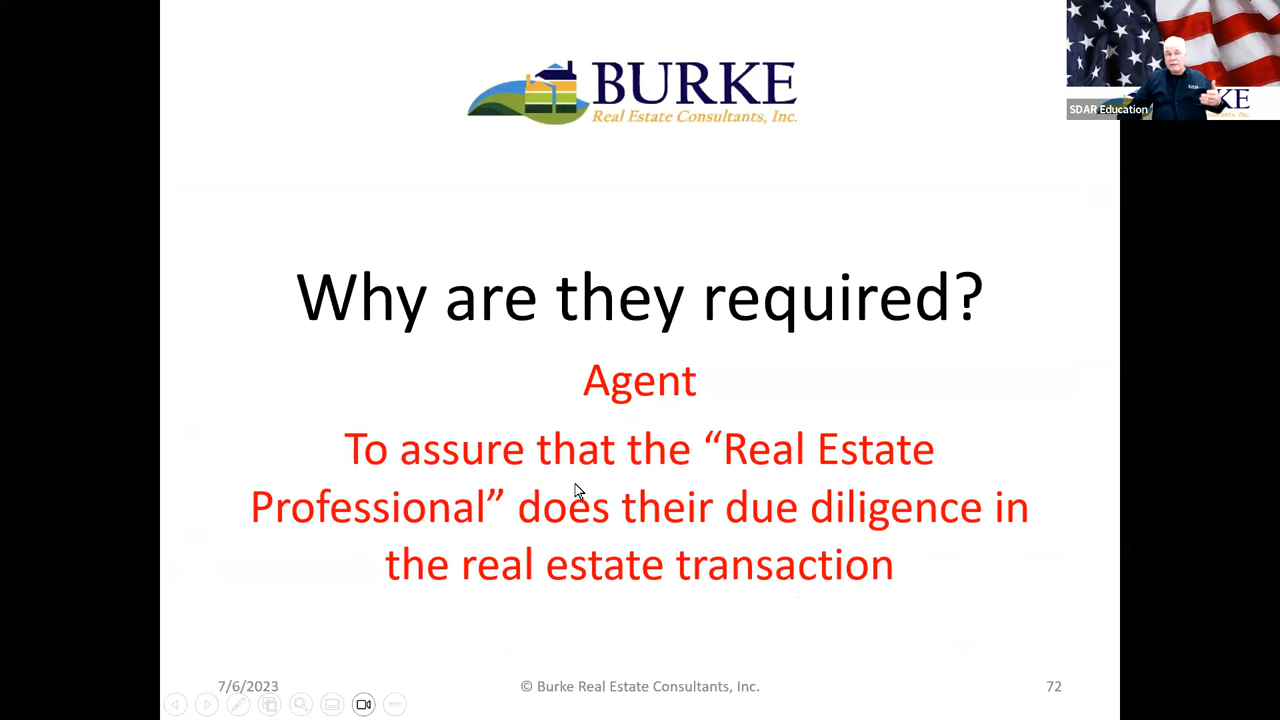 BURKE
Real Estate Consultants, Inc.
SDAR Education
Why are they required?
Agent
To assure that the “Real Estate
Professional” does their due diligence in
the real estate transaction
7/6/2023
© Burke Real Estate Consultants, Inc.
72